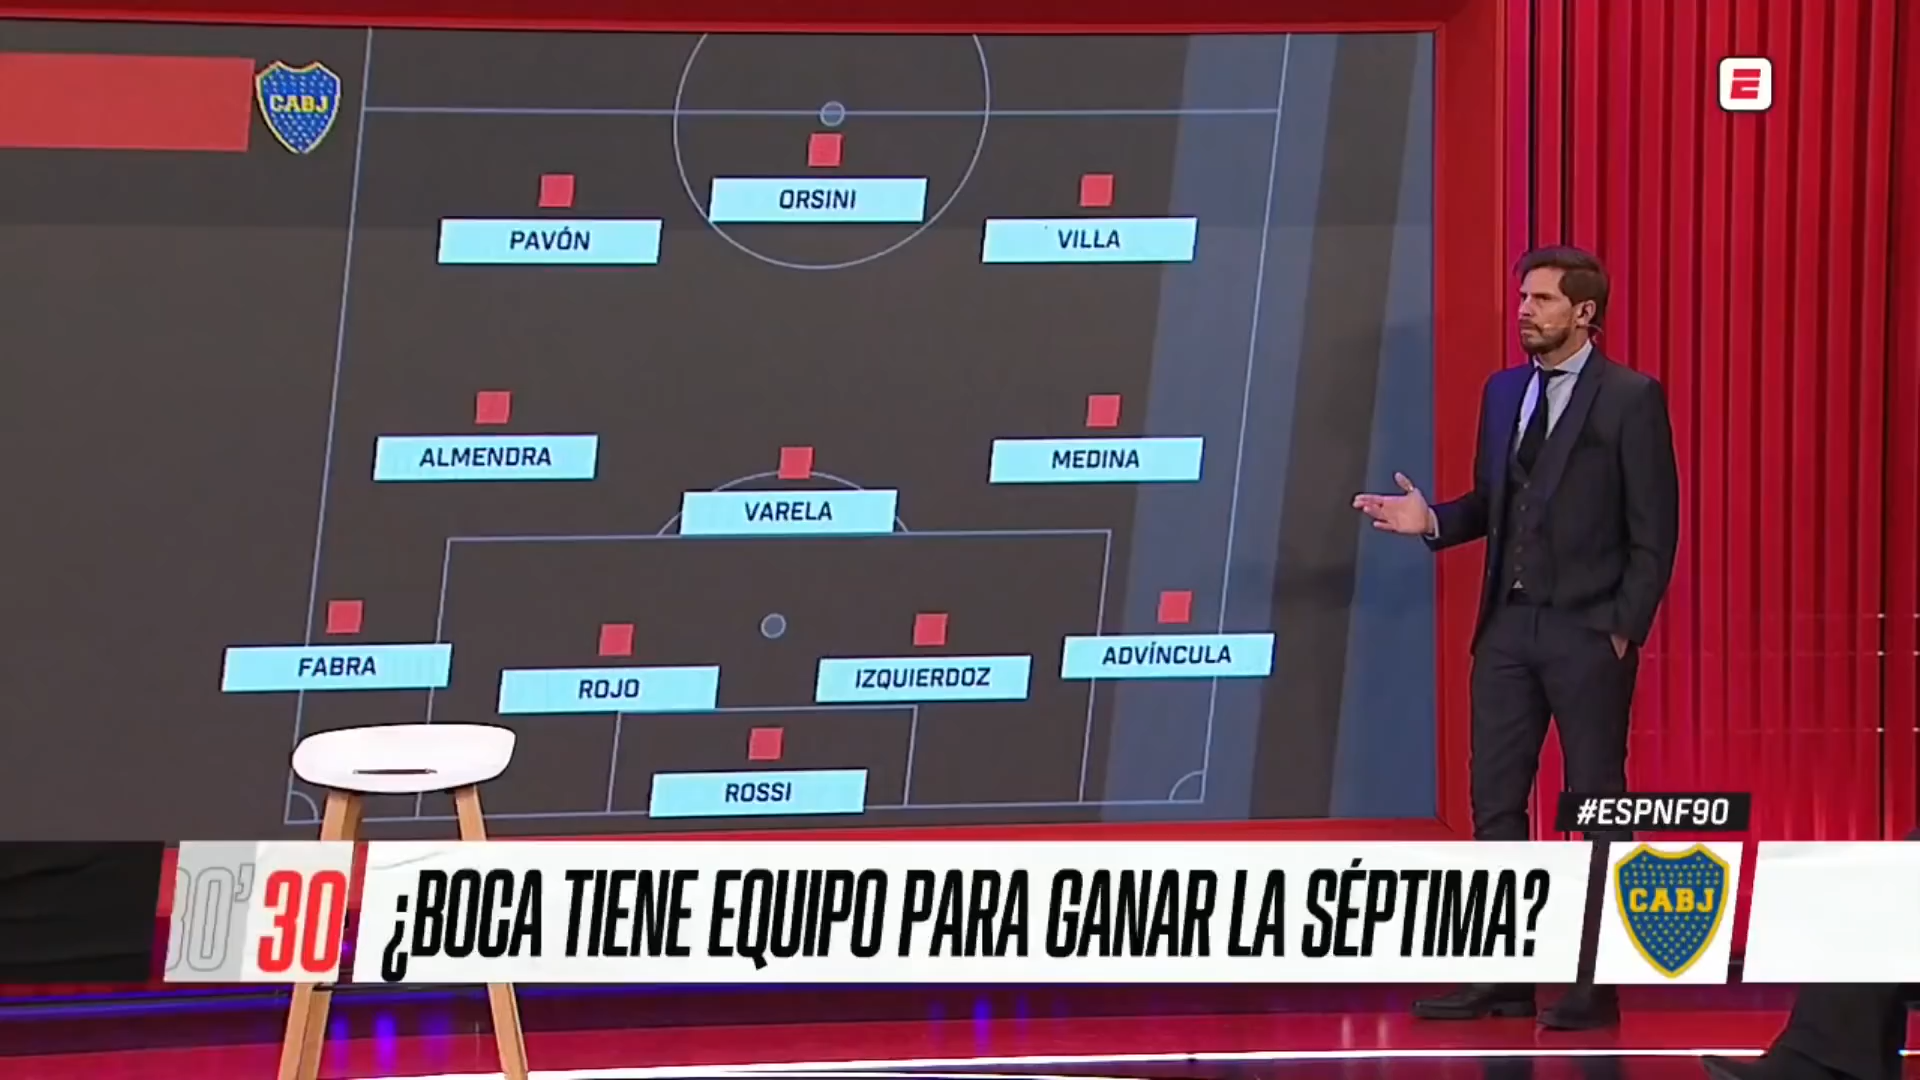 CABJ
E
ORSINI
PAVÓN
VILLA
ALMENDRA
MEDINA
VARELA
FABRA
ROJO
IZQUIERDOZ
ADVÍNCULA
ROSSI
#ESPNF90
30' 30
¿BOCA TIENE EQUIPO PARA GANAR LA SÉPTIMA?
CABJ